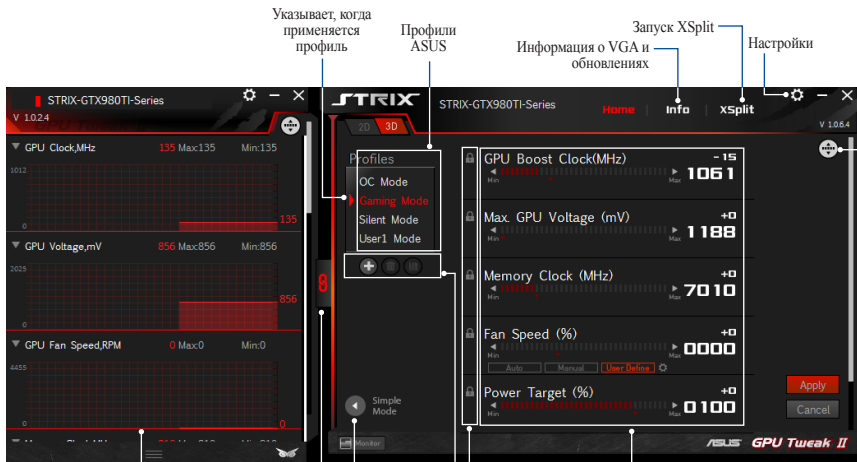 Указывает, когда
применяется
профиль
Профили
ASUS
Информация о VGA и
обновлениях
Запуск XSplit
Настройки
STRIX-GTX980TI-Series
V 1.0.2.4
GPU Clock,MHz 135 Max:135 Min:135
1012
135
0
GPU Voltage,mV 856 Max:856 Min:856
2025
856
0
GPU Fan Speed,RPM 0 Max:0 Min:0
4455
0
0
STRIX
STRIX-GTX980TI-Series
Home
Info
XSplit
V 1.0.6.4
2D
3D
Profiles
OC Mode
Gaming Mode
Silent Mode
User1 Mode
Simple
Mode
Monitor
GPU Boost Clock(MHz) -15
Min Max 1061
Max. GPU Voltage (mV) +0
Min Max 1188
Memory Clock (MHz) +0
Min Max 7010
Fan Speed (%) +0
Min Max 0000
Auto Manual User Define
Power Target (%) +0
Min Max 0100
Apply
Cancel
ASUS GPU Tweak II